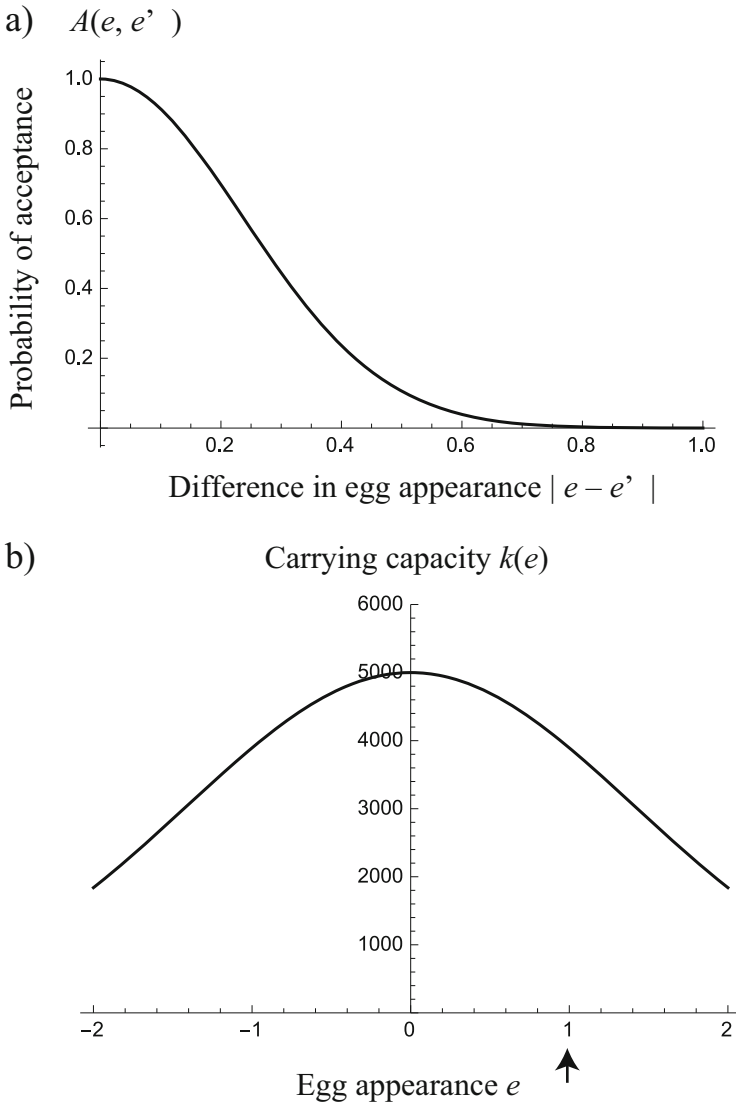 a) A(e, e’ )
Probability of acceptance
1.0
0.8
0.6
0.4
0.2
0.2 0.4 0.6 0.8 1.0
Difference in egg appearance | e – e’ |
b) Carrying capacity k(e)
6000
5000
4000
3000
2000
1000
−2 −1 0 1 2
Egg appearance e